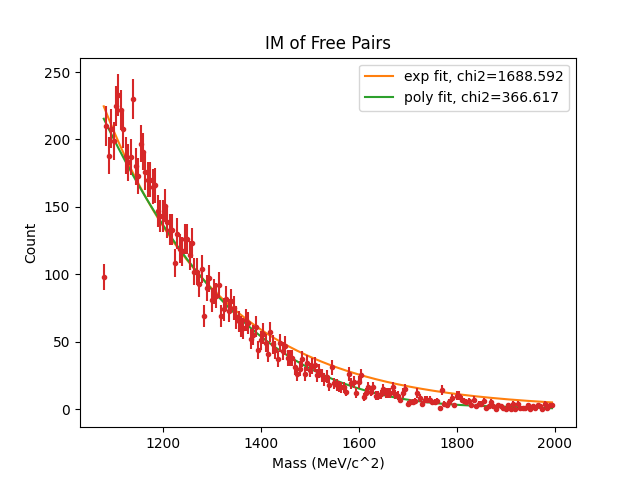 IM of Free Pairs
exp fit, chi2=1688.592
poly fit, chi2=366.617
250
200
150
100
50
0
Count
1200 1400 1600 1800 2000
Mass (MeV/c^2)